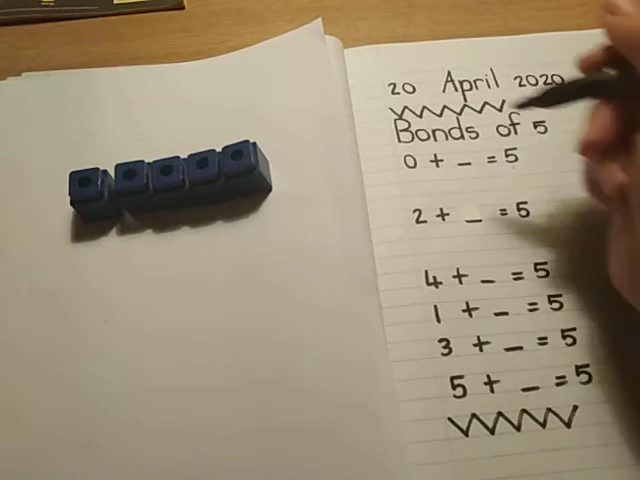 20 April 2020
Bonds of 5
0 + _ = 5
2 + _ = 5
4 + _ = 5
1 + _ = 5
3 + _ = 5
5 + _ = 5